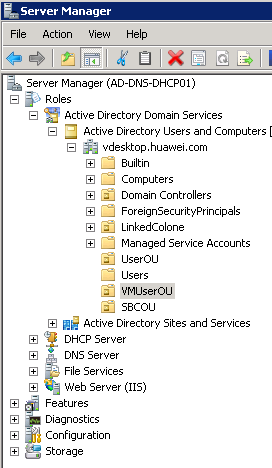 Server Manager
File Action View Help
Server Manager (AD-DNS-DHCP01)
Roles
Active Directory Domain Services
Active Directory Users and Computers [
vdesktop.huawei.com
Builtin
Computers
Domain Controllers
ForeignSecurityPrincipals
LinkedColone
Managed Service Accounts
UserOU
Users
VMUserOU
SBCOU
Active Directory Sites and Services
DHCP Server
DNS Server
File Services
Web Server (IIS)
Features
Diagnostics
Configuration
Storage